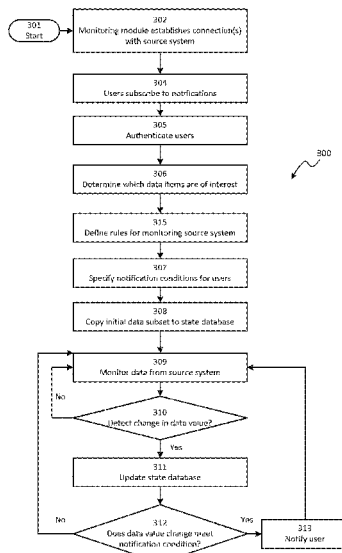 301
Start
302
Monitoring module establishes connection(s)
with source system
304
Users subscribe to notifications
305
Authenticate users
300
306
Determine which data items are of interest
315
Define rules for monitoring source system
307
Specify notification conditions for users
308
Copy initial data subset to state database
309
Monitor data from source system
No
310
Detect change in data value?
Yes
311
Update state database
No
312
Does data value change meet
notification condition?
Yes
313
Notify user